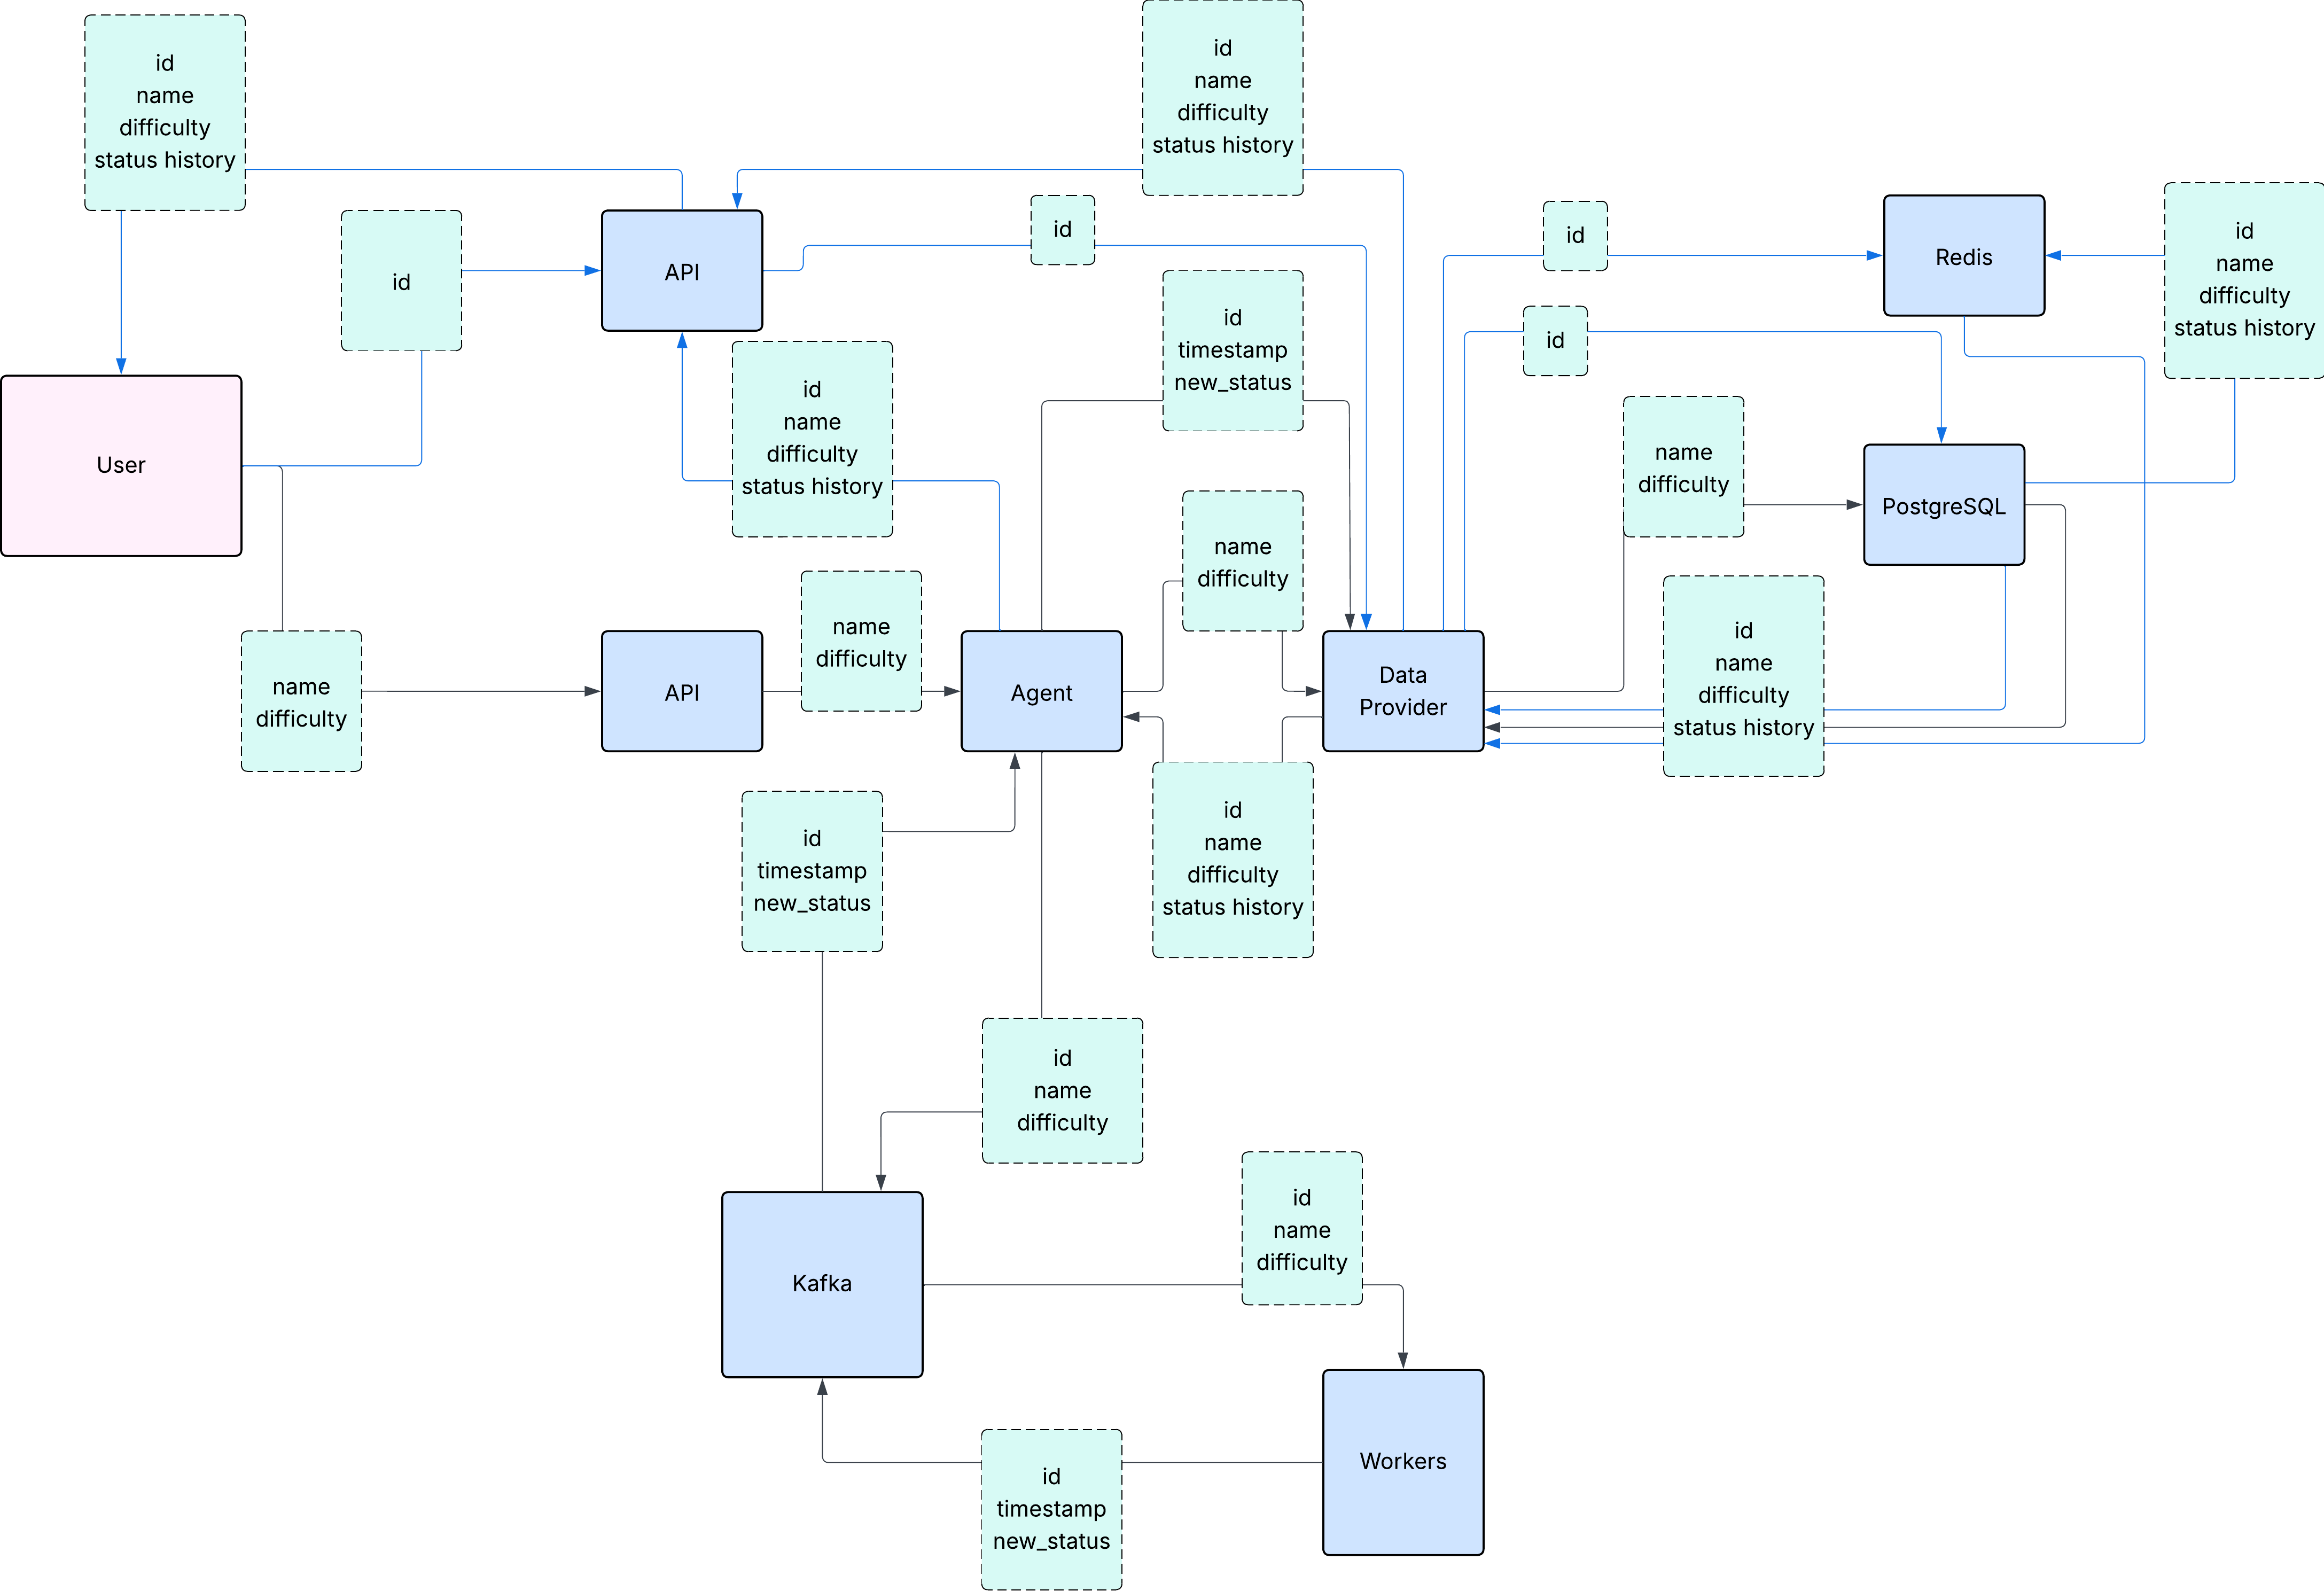 id
name
difficulty
status history
id
name
difficulty
status history
id
API
id
id
Redis
id
name
difficulty
status history
id
timestamp
new_status
id
id
name
difficulty
status history
User
name
difficulty
PostgreSQL
name
difficulty
name
difficulty
API
name
difficulty
Agent
Data
Provider
id
name
difficulty
status history
id
timestamp
new_status
id
name
difficulty
status history
id
name
difficulty
Kafka
id
name
difficulty
Workers
id
timestamp
new_status